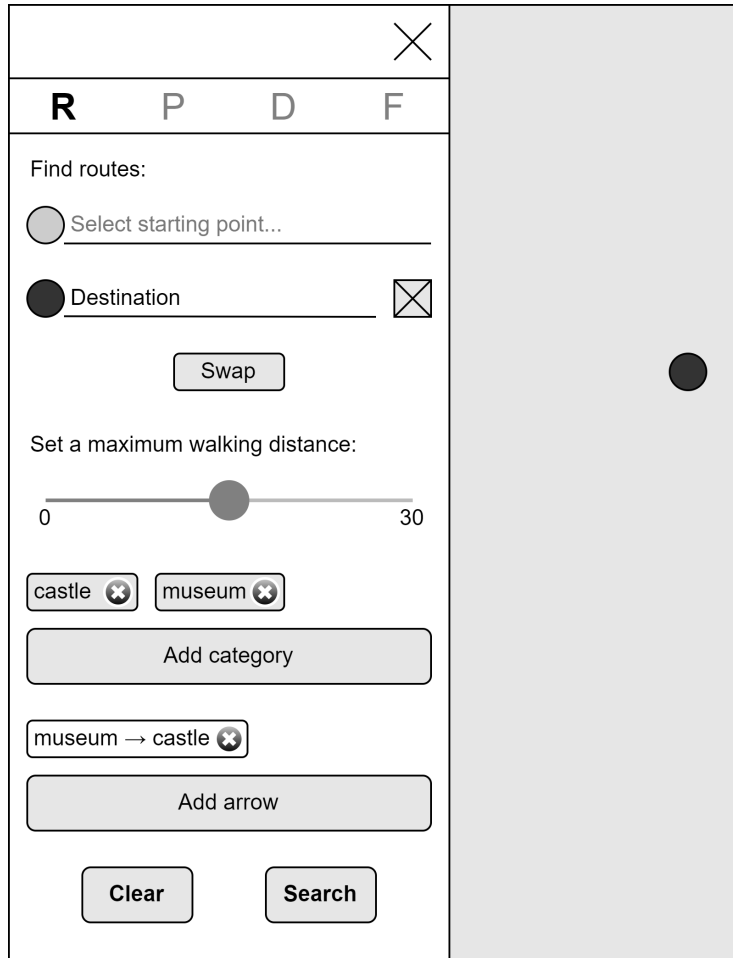 R P D F
Find routes:
Select starting point...
Destination
Swap
Set a maximum walking distance:
0 30
castle museum
Add category
museum → castle
Add arrow
Clear Search